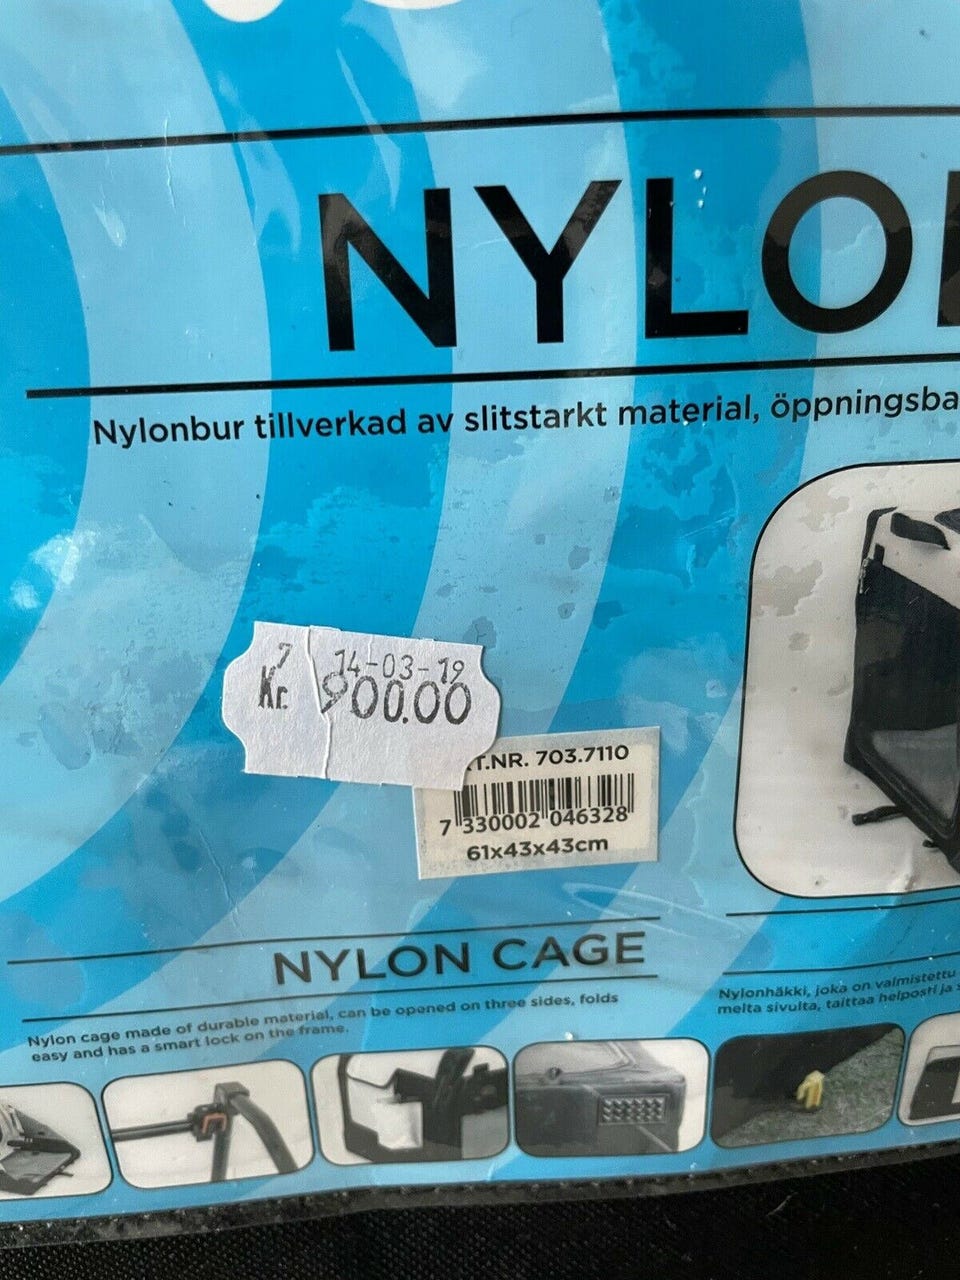 NYLO
Nylonbur tillverkad av slitstarkt material, öppningsba
7 14-03-19
Kr. 900.00
T.NR. 703.7110
7 330002 046328
61x43x43cm
NYLON CAGE
Nylon cage made of durable material, can be opened on three sides, folds
easy and has a smart lock on the frame.
Nylonhäkki, joka on valmistettu
melta sivulta, taittaa helposti ja s